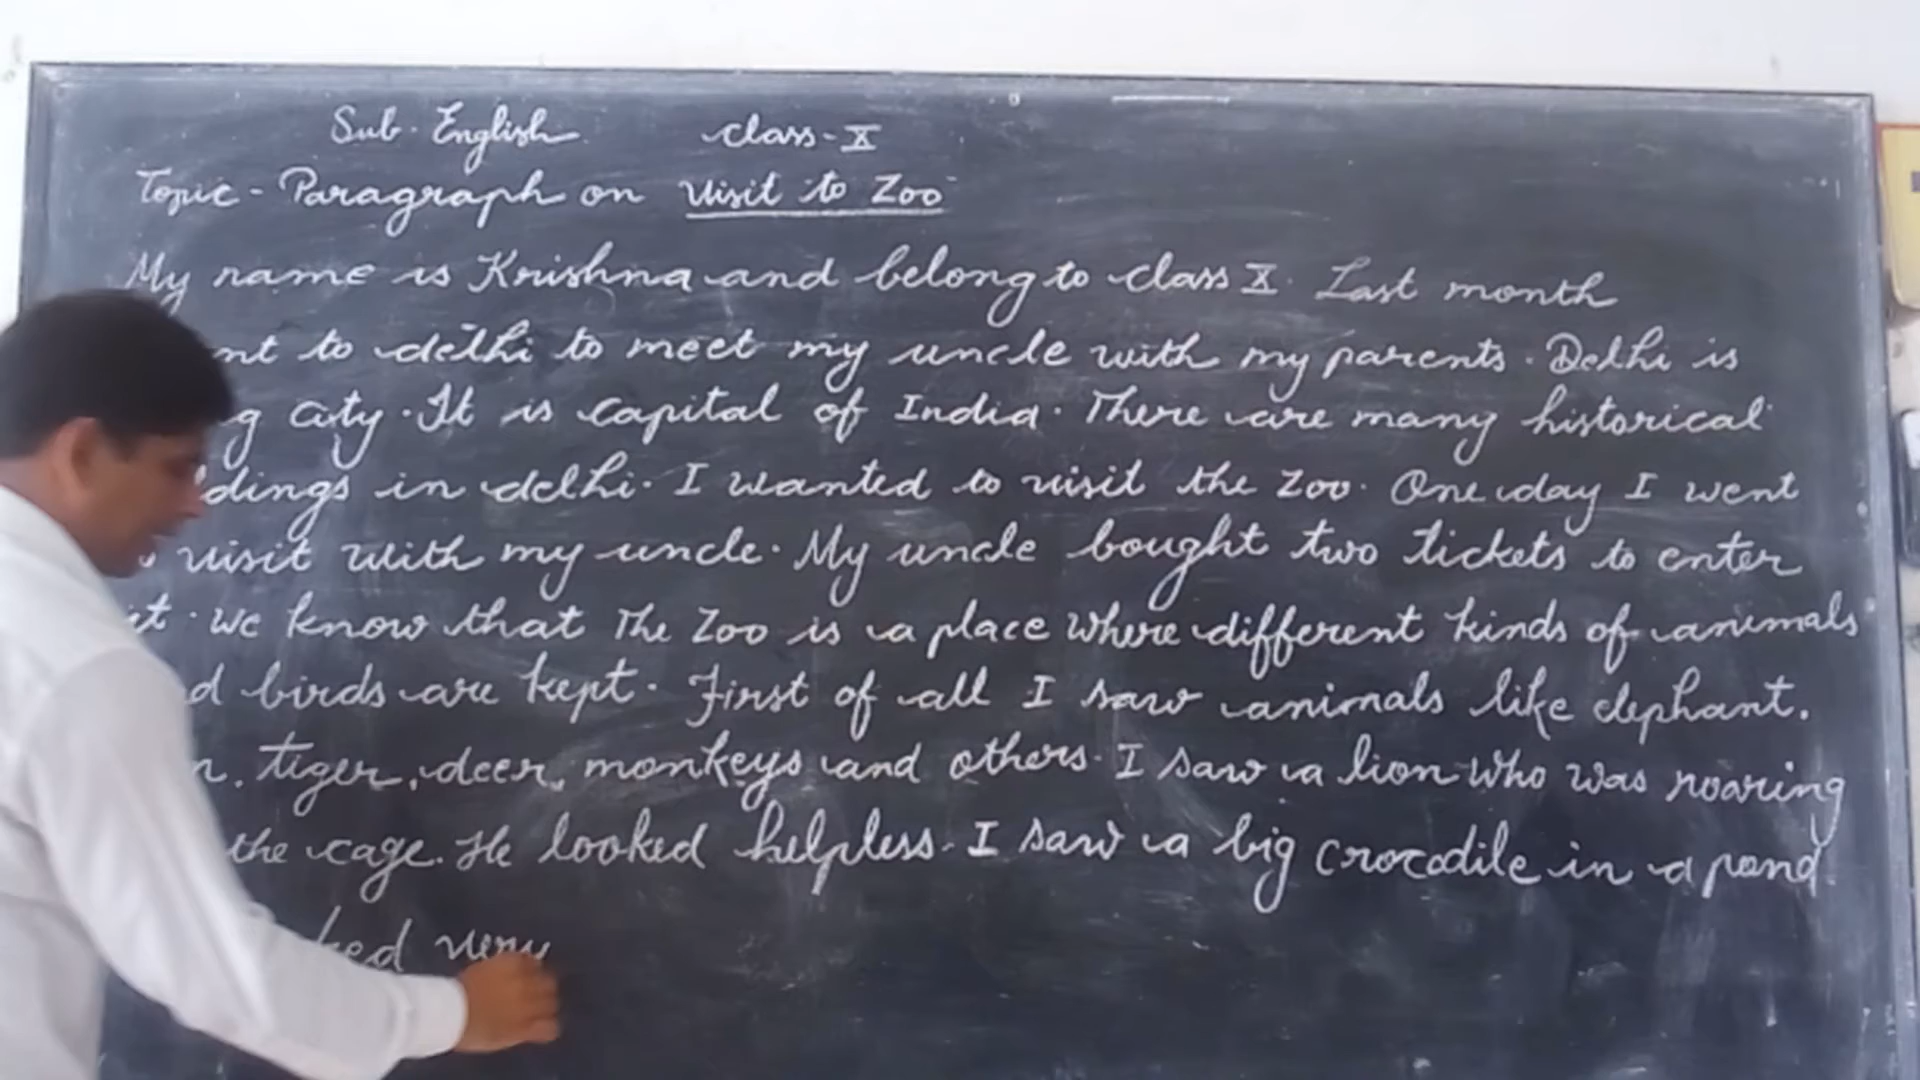 Sub. English class-X
Topic - Paragraph on Visit to Zoo
My name is Krishna and belong to class X. Last month
to delhi to meet my uncle with my parents. Delhi is
city. It is capital of India. There are many historical
in delhi. I wanted to visit the zoo. One day I went
visit with my uncle. My uncle bought two tickets to enter
it. We know that the Zoo is a place where different kinds of animals
birds are kept. First of all I saw animals like elephant.
tiger, deer, monkeys and others. I saw a lion who was roaring
the cage. He looked helpless. I saw a big crocodile in a pond.
very